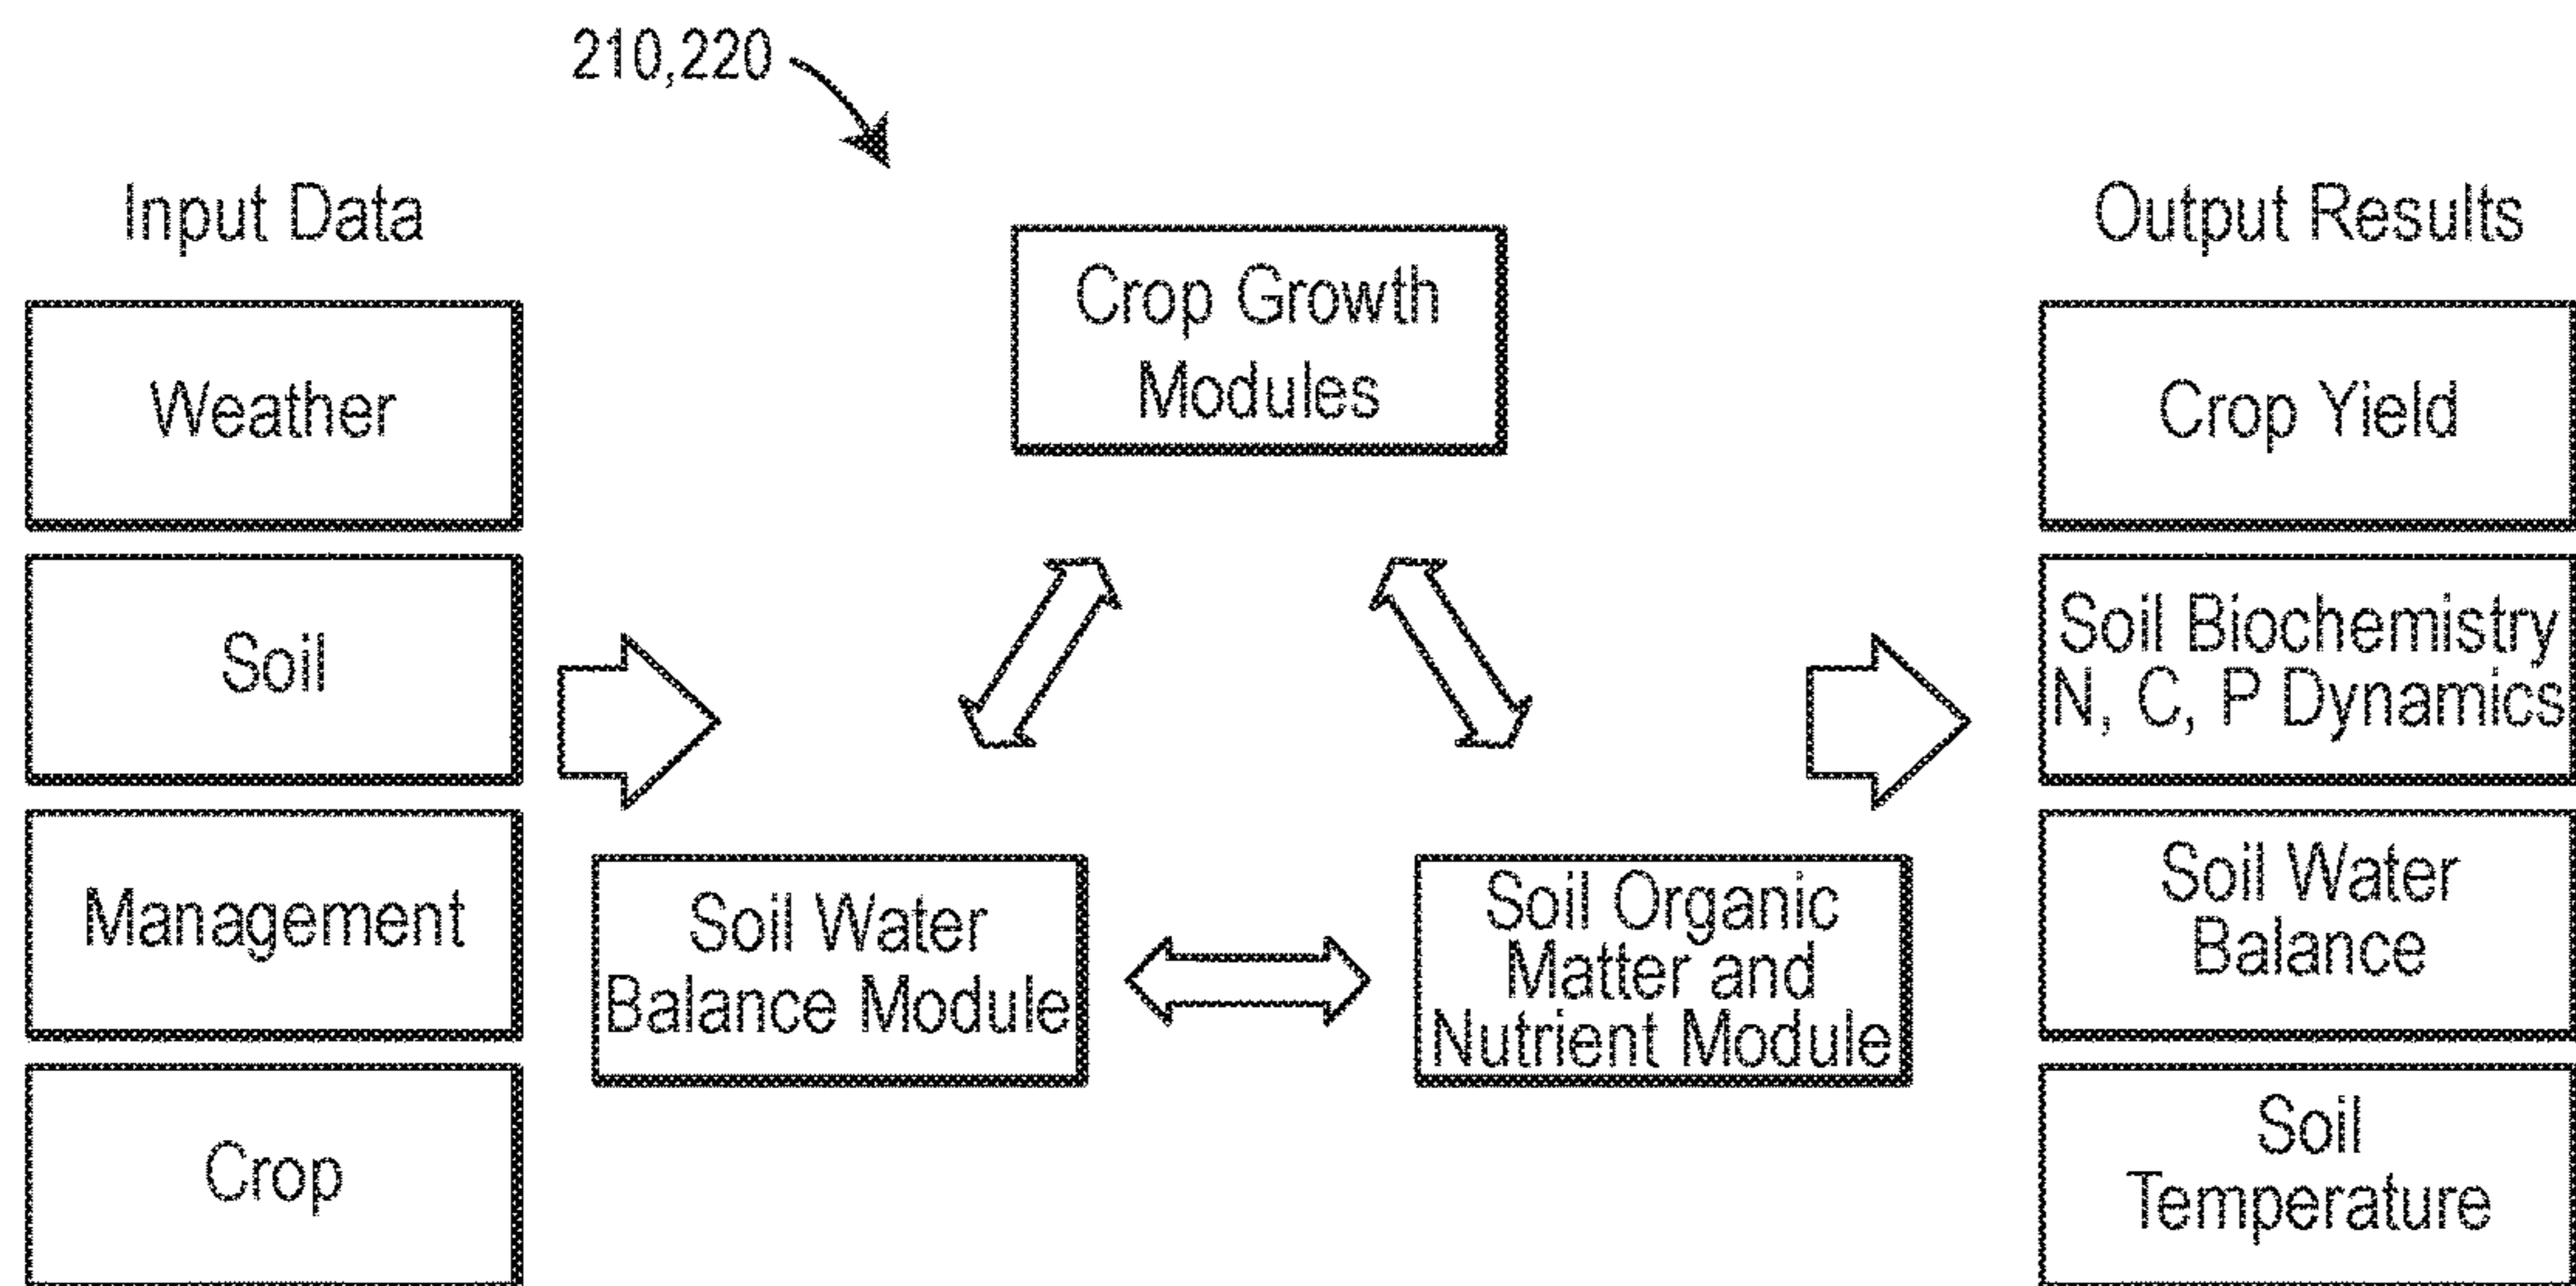 210,220
Input Data
Weather
Soil
Management
Crop
Crop Growth
Modules
Soil Water
Balance Module
Soil Organic
Matter and
Nutrient Module
Output Results
Crop Yield
Soil Biochemistry
N, C, P Dynamics
Soil Water
Balance
Soil
Temperature